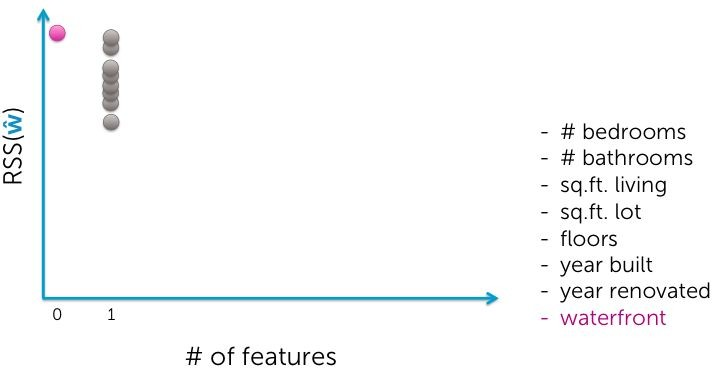 RSS(ŵ)
0
1
# of features
- # bedrooms
- # bathrooms
- sq.ft. living
- sq.ft. lot
- floors
- year built
- year renovated
- waterfront